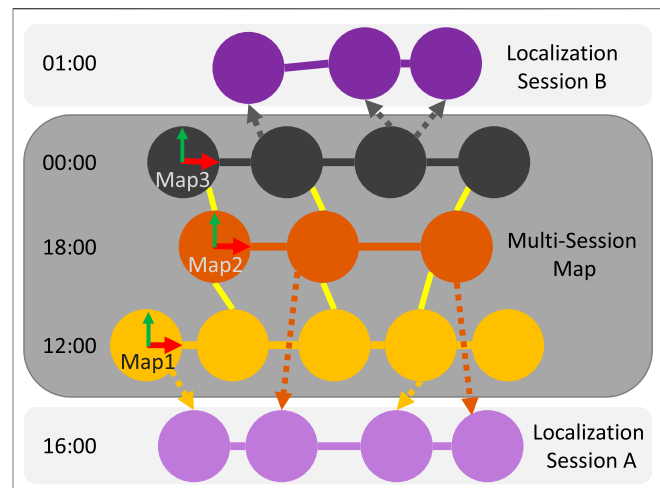 01:00
Localization
Session B
00:00
Map3
18:00
Map2
Multi-Session
Map
12:00
Map1
16:00
Localization
Session A